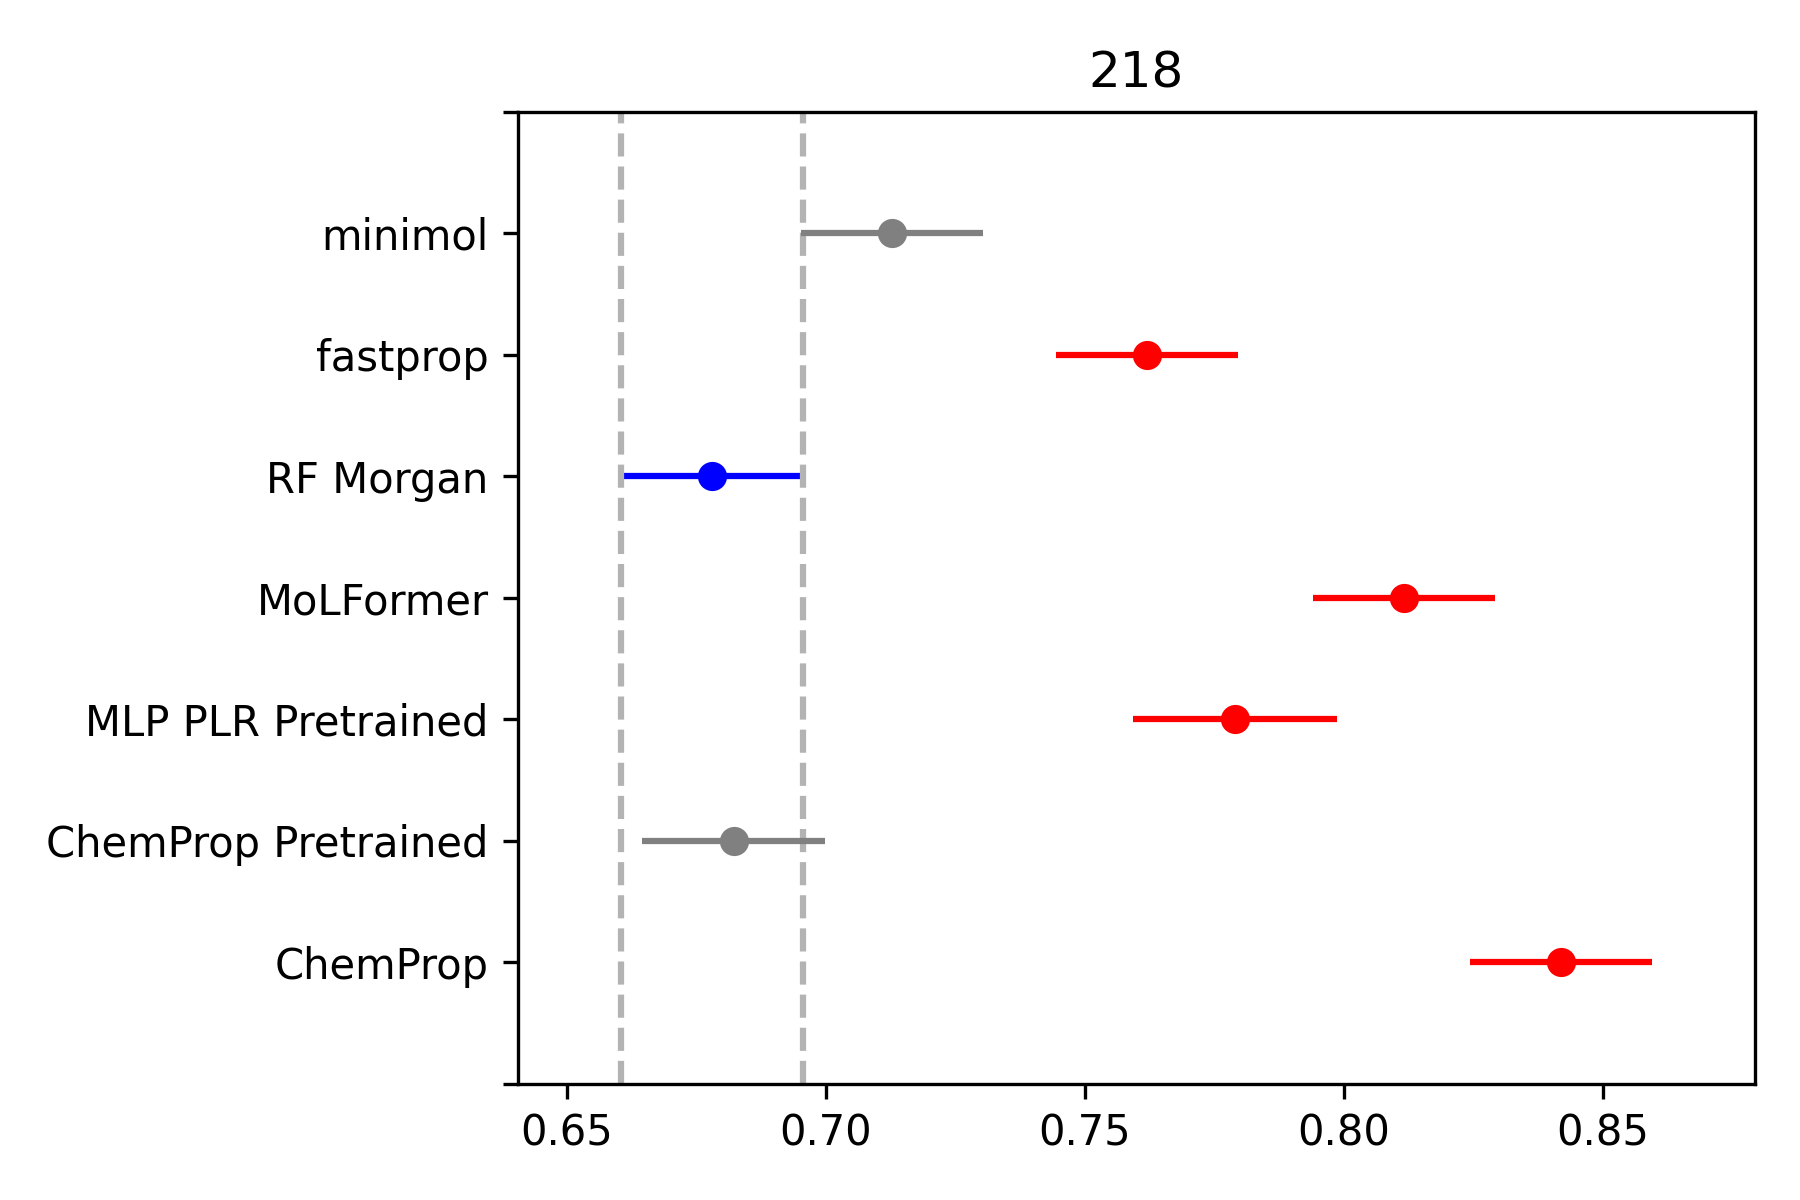 218
minimol
fastprop
RF Morgan
MoLFormer
MLP PLR Pretrained
ChemProp Pretrained
ChemProp
0.65 0.70 0.75 0.80 0.85